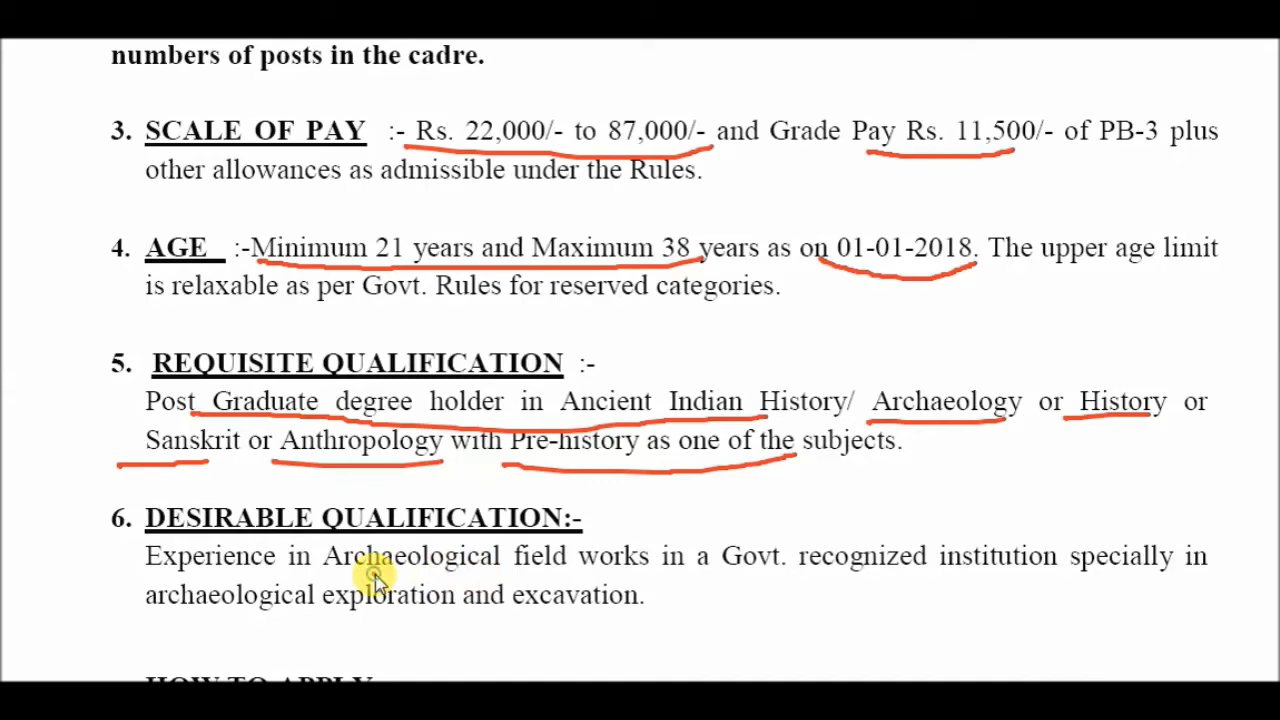 numbers of posts in the cadre.
3. SCALE OF PAY :- Rs. 22,000/- to 87,000/- and Grade Pay Rs. 11,500/- of PB-3 plus
other allowances as admissible under the Rules.
4. AGE :-Minimum 21 years and Maximum 38 years as on 01-01-2018. The upper age limit
is relaxable as per Govt. Rules for reserved categories.
5. REQUISITE QUALIFICATION :-
Post Graduate degree holder in Ancient Indian History/ Archaeology or History or
Sanskrit or Anthropology with Pre-history as one of the subjects.
6. DESIRABLE QUALIFICATION:-
Experience in Archaeological field works in a Govt. recognized institution specially in
archaeological exploration and excavation.
HOW TO APPLY